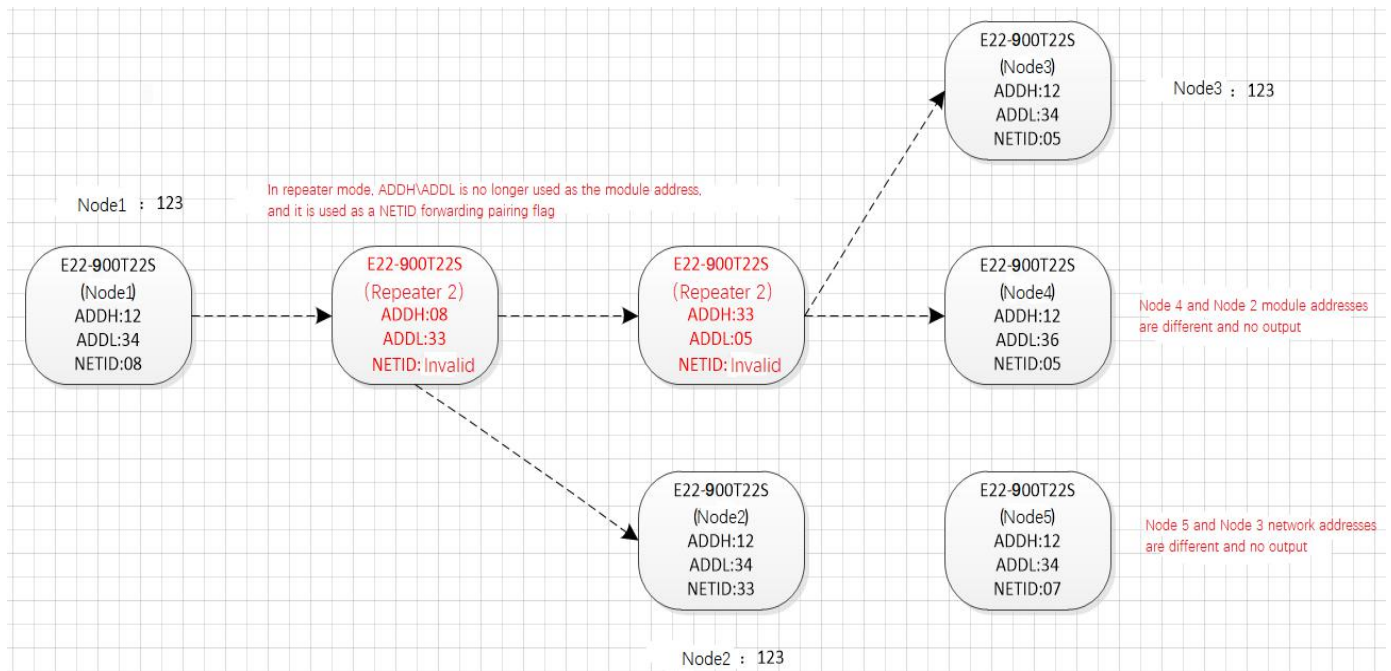 E22-900T22S
(Node3)
ADDH:12
ADDL:34
NETID:05
Node3 : 123
In repeater mode, ADDH\ADDL is no longer used as the module address,
and it is used as a NETID forwarding pairing flag
Node1 : 123
E22-900T22S
(Node1)
ADDH:12
ADDL:34
NETID:08
E22-900T22S
(Repeater 2)
ADDH:08
ADDL:33
NETID: Invalid
E22-900T22S
(Repeater 2)
ADDH:33
ADDL:05
NETID: Invalid
E22-900T22S
(Node4)
ADDH:12
ADDL:36
NETID:05
Node 4 and Node 2 module addresses
are different and no output
E22-900T22S
(Node2)
ADDH:12
ADDL:34
NETID:33
E22-900T22S
(Node5)
ADDH:12
ADDL:34
NETID:07
Node 5 and Node 3 network addresses
are different and no output
Node2 : 123